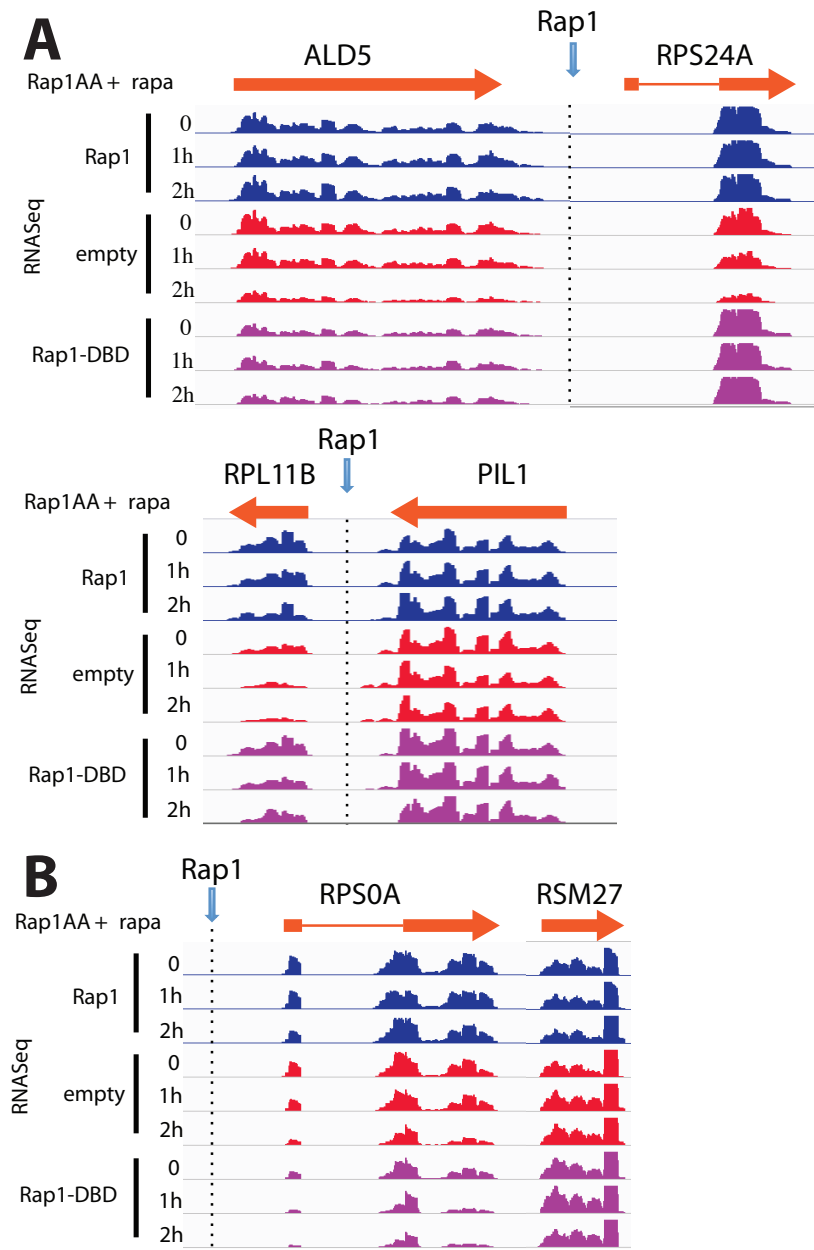 A
Rap1
ALD5
RPS24A
Rap1AA + rapa
0
Rap1
1h
2h
RNASeq
0
empty
1h
2h
0
Rap1-DBD
1h
2h
Rap1
RPL11B
PIL1
Rap1AA + rapa
0
Rap1
1h
2h
RNASeq
0
empty
1h
2h
0
Rap1-DBD
1h
2h
B
Rap1
RPS0A
RSM27
Rap1AA + rapa
0
Rap1
1h
2h
RNASeq
0
empty
1h
2h
0
Rap1-DBD
1h
2h